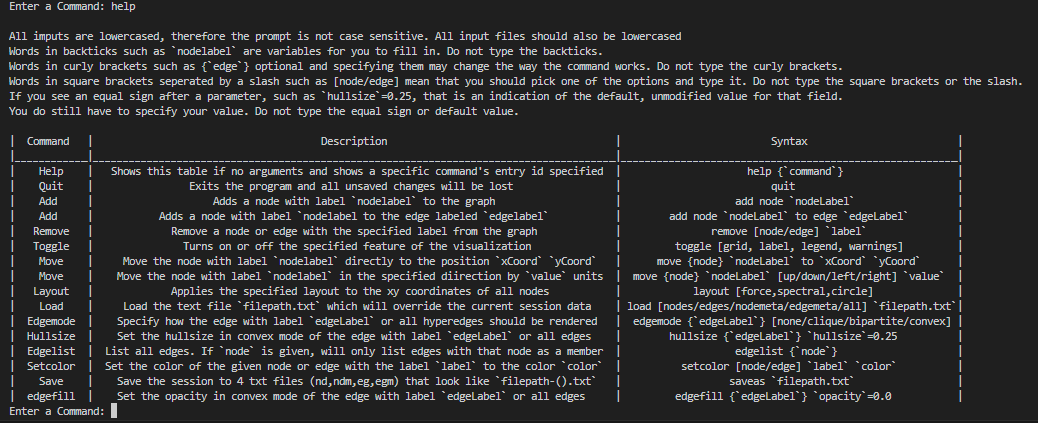 Enter a Command: help
All imputs are lowercased, therefore the prompt is not case sensitive. All input files should also be lowercased
Words in backticks such as `nodelabel` are variables for you to fill in. Do not type the backticks.
Words in curly brackets such as {`edge`} optional and specifying them may change the way the command works. Do not type the curly brackets.
Words in square brackets seperated by a slash such as [node/edge] mean that you should pick one of the options and type it. Do not type the square brackets or the slash.
If you see an equal sign after a parameter, such as `hullsize`=0.25, that is an indication of the default, unmodified value for that field.
You do still have to specify your value. Do not type the equal sign or default value.
| Command | Description | Syntax |
|_________|_________|_________|
| Help | Shows this table if no arguments and shows a specific command's entry id specified | help {`command`} |
| Quit | Exits the program and all unsaved changes will be lost | quit |
| Add | Adds a node with label `nodelabel` to the graph | add node `nodeLabel` |
| Add | Adds a node with label `nodelabel to the edge labeled `edgelabel` | add node `nodeLabel` to edge `edgeLabel` |
| Remove | Remove a node or edge with the specified label from the graph | remove [node/edge] `label` |
| Toggle | Turns on or off the specified feature of the visualization | toggle [grid, label, legend, warnings] |
| Move | Move the node with label `nodelabel` directly to the position `xCoord` `yCoord` | move {node} `nodeLabel` to `xCoord` `yCoord` |
| Move | Move the node with label `nodelabel` in the specified diirection by `value` units | move {node} `nodeLabel` [up/down/left/right] `value` |
| Layout | Applies the specified layout to the xy coordinates of all nodes | layout [force,spectral,circle] |
| Load | Load the text file `filepath.txt` which will override the current session data | load [nodes/edges/nodemeta/edgemeta/all] `filepath.txt`|
| Edgemode | Specify how the edge with label `edgeLabel` or all hyperedges should be rendered | edgemode {`edgeLabel`} [none/clique/bipartite/convex] |
| Hullsize | Set the hullsize in convex mode of the edge with label `edgeLabel` or all edges | hullsize {`edgeLabel`} `hullsize`=0.25 |
| Edgelist | List all edges. If `node` is given, will only list edges with that node as a member | edgelist {`node`} |
| Setcolor | Set the color of the given node or edge with the label `label` to the color `color` | setcolor [node/edge] `label` `color` |
| Save | Save the session to 4 txt files (nd,ndm,eg,egm) that look like `filepath-().txt` | saveas `filepath.txt` |
| edgefill | Set the opacity in convex mode of the edge with label `edgeLabel` or all edges | edgefill {`edgeLabel`} `opacity`=0.0 |
Enter a Command: